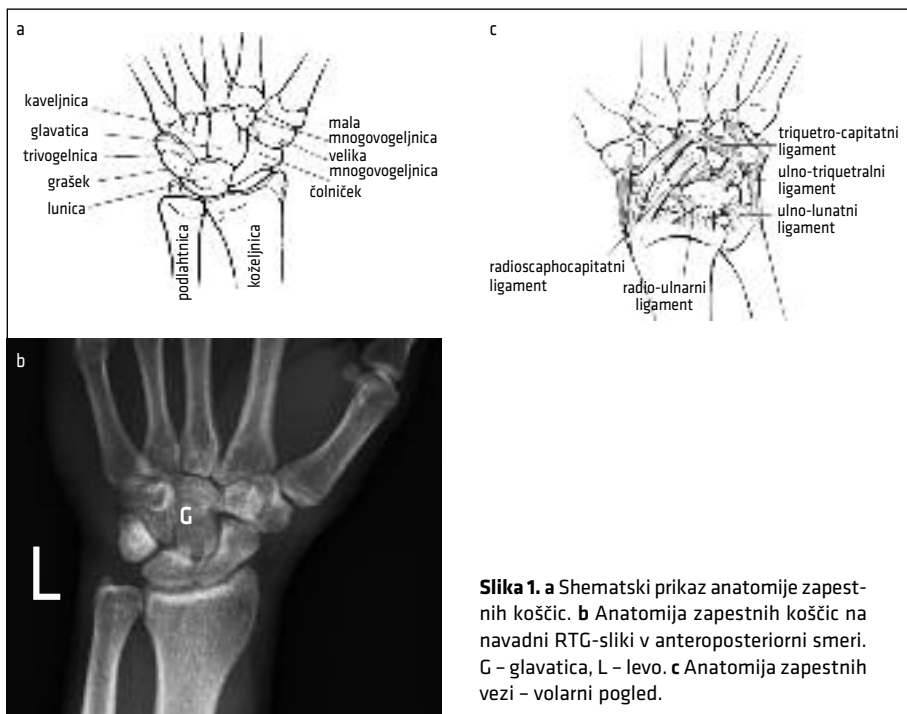 a
kaveljnica
glavatica
trivogelnica
grašek
lunica
mala
mnogovogeljnica
velika
mnogovogeljnica
čolniček
podlahtnica
koželjnica
c
triquetro-capitatni
ligament
ulno-triquetralni
ligament
ulno-lunatni
ligament
radioscaphocapitatni
ligament
radio-ulnarni
ligament
b
G
L
Slika 1. a Shematski prikaz anatomije zapest-
nih koščic. b Anatomija zapestnih koščic na
navadni RTG-sliki v anteroposteriorni smeri.
G – glavatica, L – levo. c Anatomija zapestnih
vezi – volarni pogled.